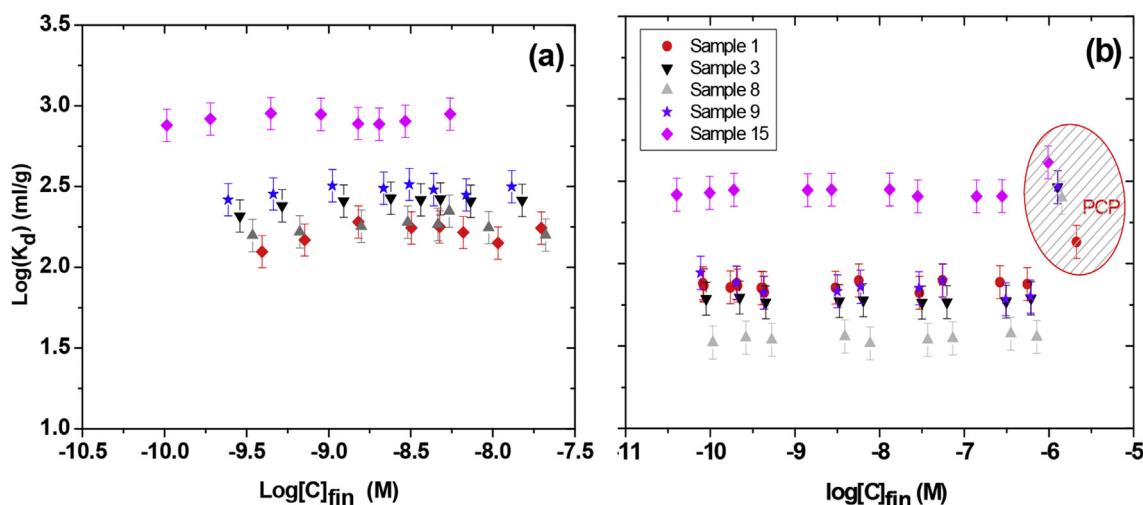 (a)
3.5
3.0
2.5
2.0
1.5
1.0
Log(Kd) (ml/g)
-10.0 -9.5 -9.0 -8.5 -8.0 -7.5
Log[C]fin (M)
(b)
Sample 1
Sample 3
Sample 8
Sample 9
Sample 15
PCP
-11 -10 -9 -8 -7 -6 -5
log[C]fin (M)